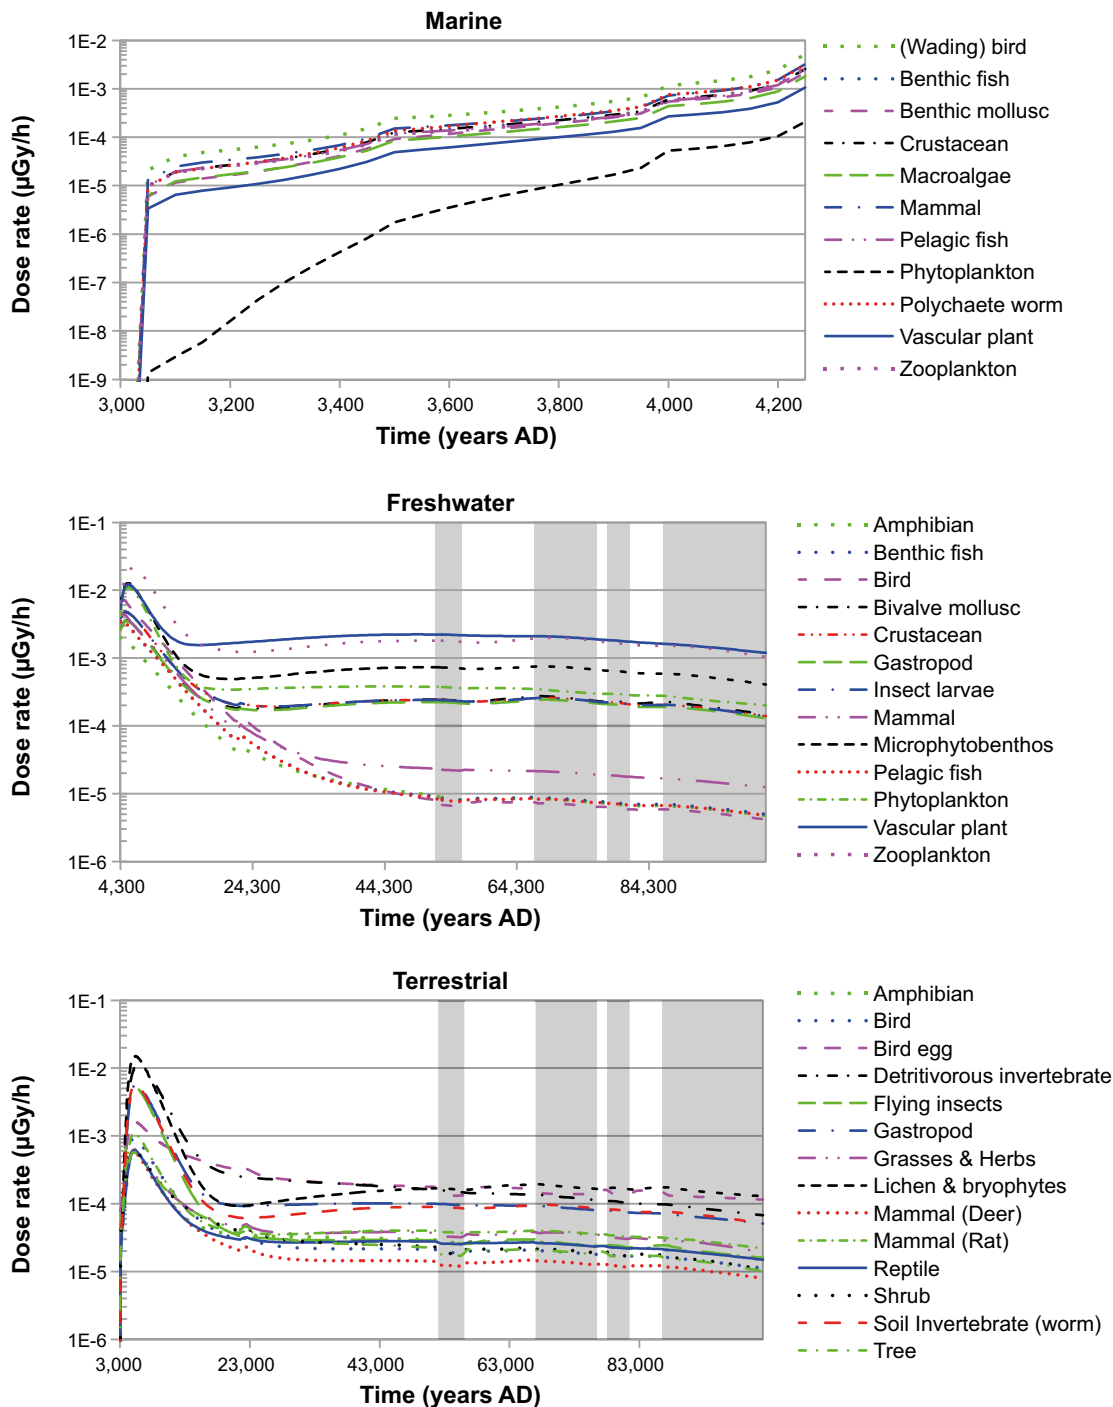 Marine
Dose rate (µGy/h)
1E-2
1E-3
1E-4
1E-5
1E-6
1E-7
1E-8
1E-9
3,000
3,200
3,400
3,600
3,800
4,000
4,200
Time (years AD)
(Wading) bird
Benthic fish
Benthic mollusc
Crustacean
Macroalgae
Mammal
Pelagic fish
Phytoplankton
Polychaete worm
Vascular plant
Zooplankton
Freshwater
Dose rate (µGy/h)
1E-1
1E-2
1E-3
1E-4
1E-5
1E-6
4,300
24,300
44,300
64,300
84,300
Time (years AD)
Amphibian
Benthic fish
Bird
Bivalve mollusc
Crustacean
Gastropod
Insect larvae
Mammal
Microphytobenthos
Pelagic fish
Phytoplankton
Vascular plant
Zooplankton
Terrestrial
Dose rate (µGy/h)
1E-1
1E-2
1E-3
1E-4
1E-5
1E-6
3,000
23,000
43,000
63,000
83,000
Time (years AD)
Amphibian
Bird
Bird egg
Detritivorous invertebrate
Flying insects
Gastropod
Grasses & Herbs
Lichen & bryophytes
Mammal (Deer)
Mammal (Rat)
Reptile
Shrub
Soil Invertebrate (worm)
Tree